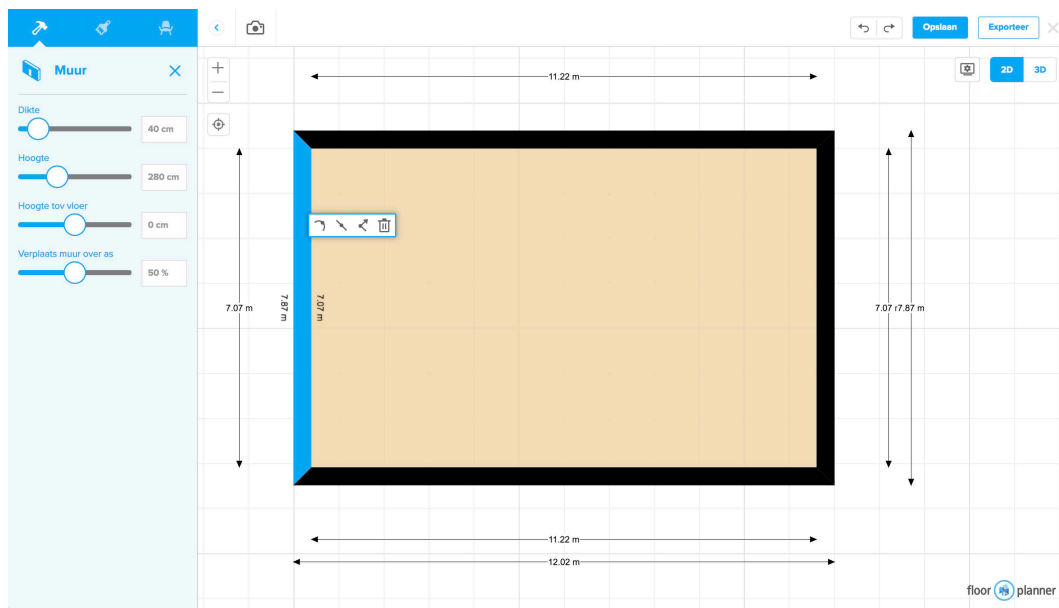 Opslaan
Exporteer
Muur
2D
3D
Dikte
40 cm
Hoogte
280 cm
Hoogte tov vloer
0 cm
Verplaats muur over as
50 %
11.22 m
7.07 m
7.87 m
7.07 m
7.07 r7.87 m
11.22 m
12.02 m
floor planner